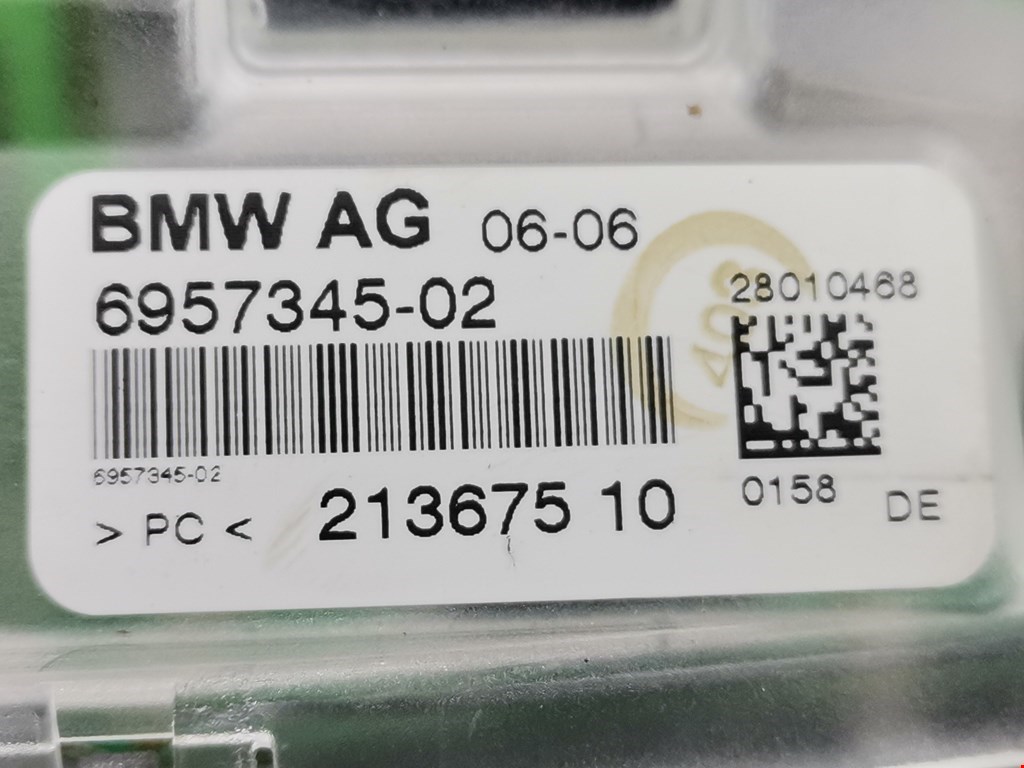 BMW AG 06-06
6957345-02
28010468
6957345-02
> PC < 213675 10
0158
DE